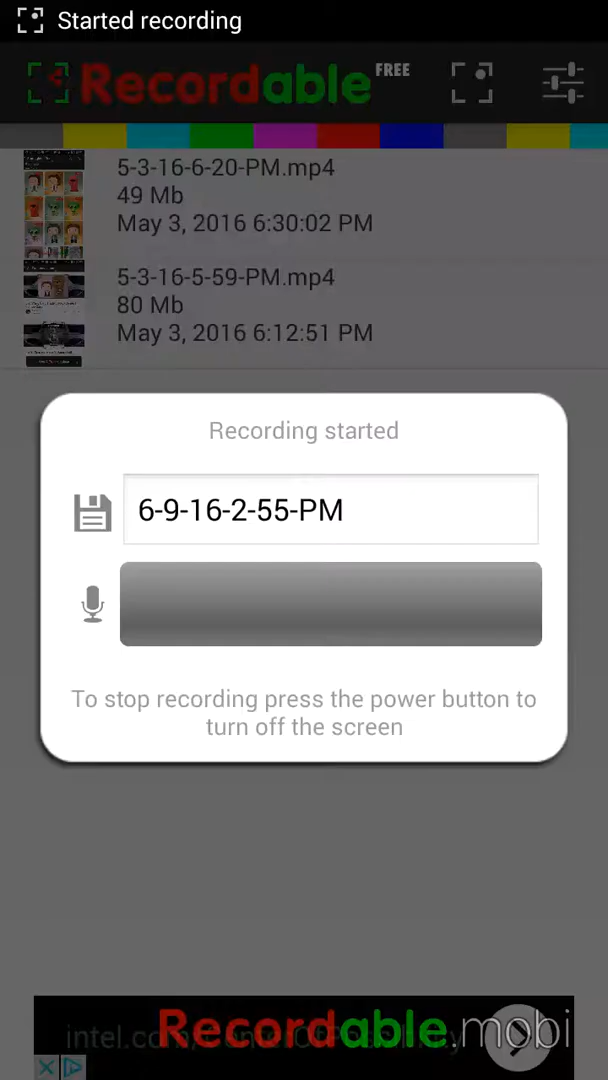 Started recording
Recordable FREE
5-3-16-6-20-PM.mp4
49 Mb
May 3, 2016 6:30:02 PM
5-3-16-5-59-PM.mp4
80 Mb
May 3, 2016 6:12:51 PM
Recording started
6-9-16-2-55-PM
To stop recording press the power button to
turn off the screen
Recordable.mobi
intel.com/